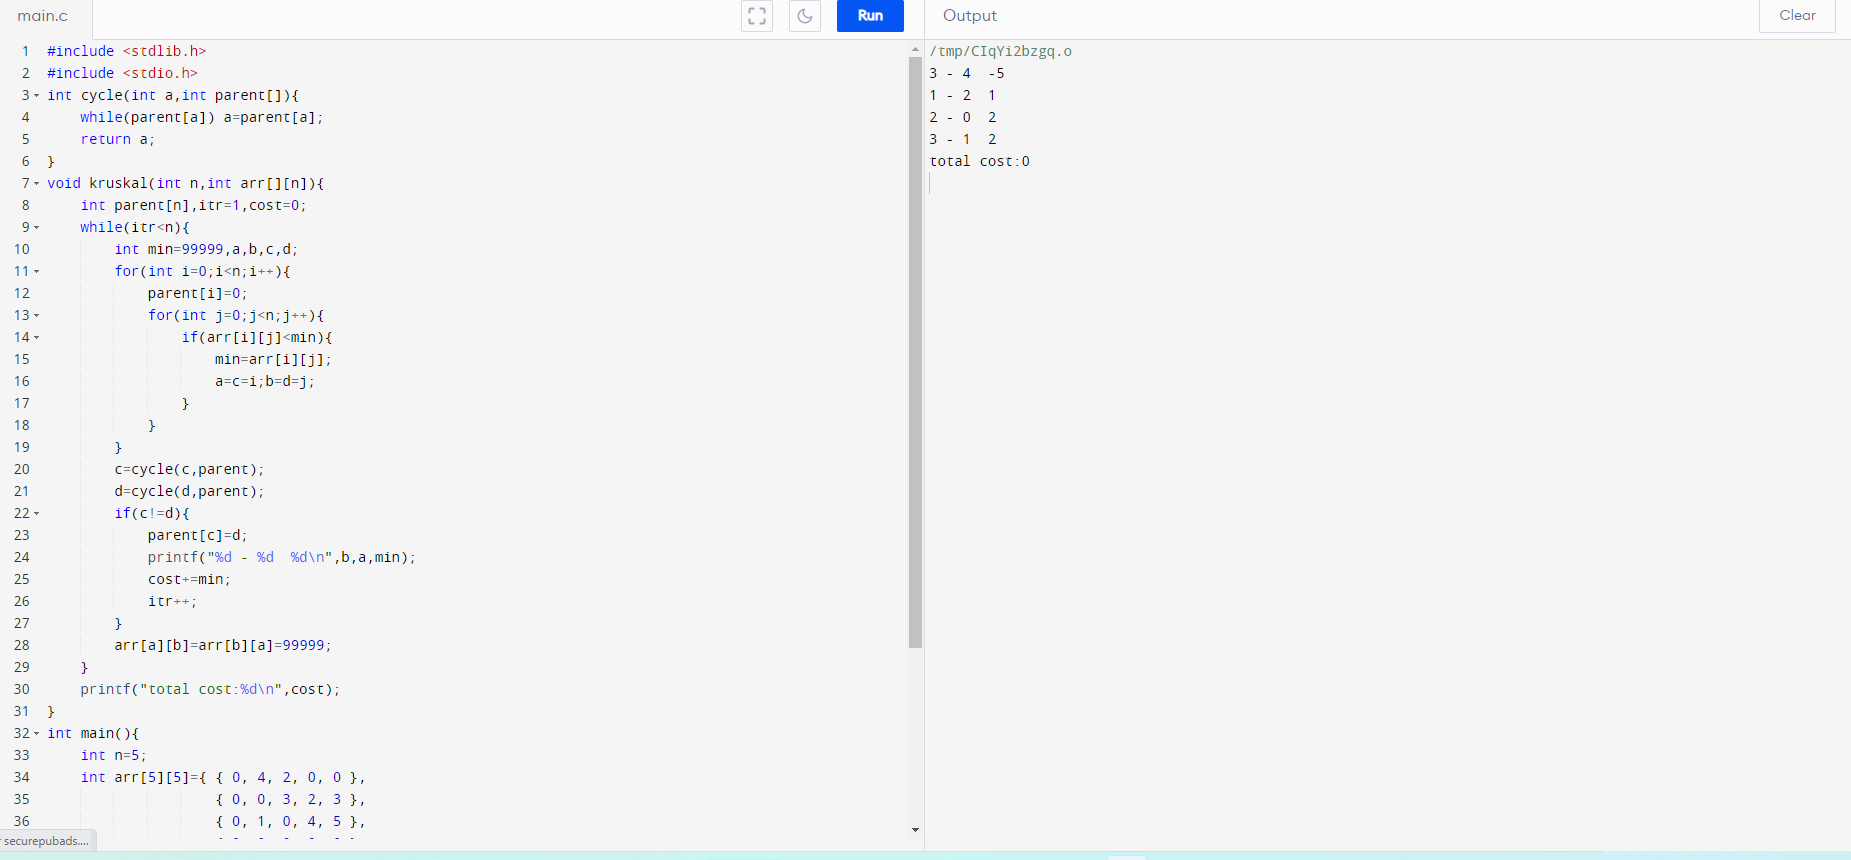 main.c
Run
Output
Clear
1 #include <stdlib.h>
2 #include <stdio.h>
3 int cycle(int a,int parent[]){
4     while(parent[a]) a=parent[a];
5     return a;
6 }
7 void kruskal(int n,int arr[][n]){
8     int parent[n],itr=1,cost=0;
9     while(itr<n){
10         int min=99999,a,b,c,d;
11         for(int i=0;i<n;i++){
12             parent[i]=0;
13             for(int j=0;j<n;j++){
14                 if(arr[i][j]<min){
15                     min=arr[i][j];
16                     a=c=i;b=d=j;
17                 }
18             }
19         }
20         c=cycle(c,parent);
21         d=cycle(d,parent);
22         if(c!=d){
23             parent[c]=d;
24             printf("%d - %d  %d\n",b,a,min);
25             cost+=min;
26             itr++;
27         }
28         arr[a][b]=arr[b][a]=99999;
29     }
30     printf("total cost:%d\n",cost);
31 }
32 int main(){
33     int n=5;
34     int arr[5][5]={ { 0, 4, 2, 0, 0 },
35                     { 0, 0, 3, 2, 3 },
36                     { 0, 1, 0, 4, 5 },
securepubads....
/tmp/CIqYi2bzgq.o
3 - 4  -5
1 - 2  1
2 - 0  2
3 - 1  2
total cost:0